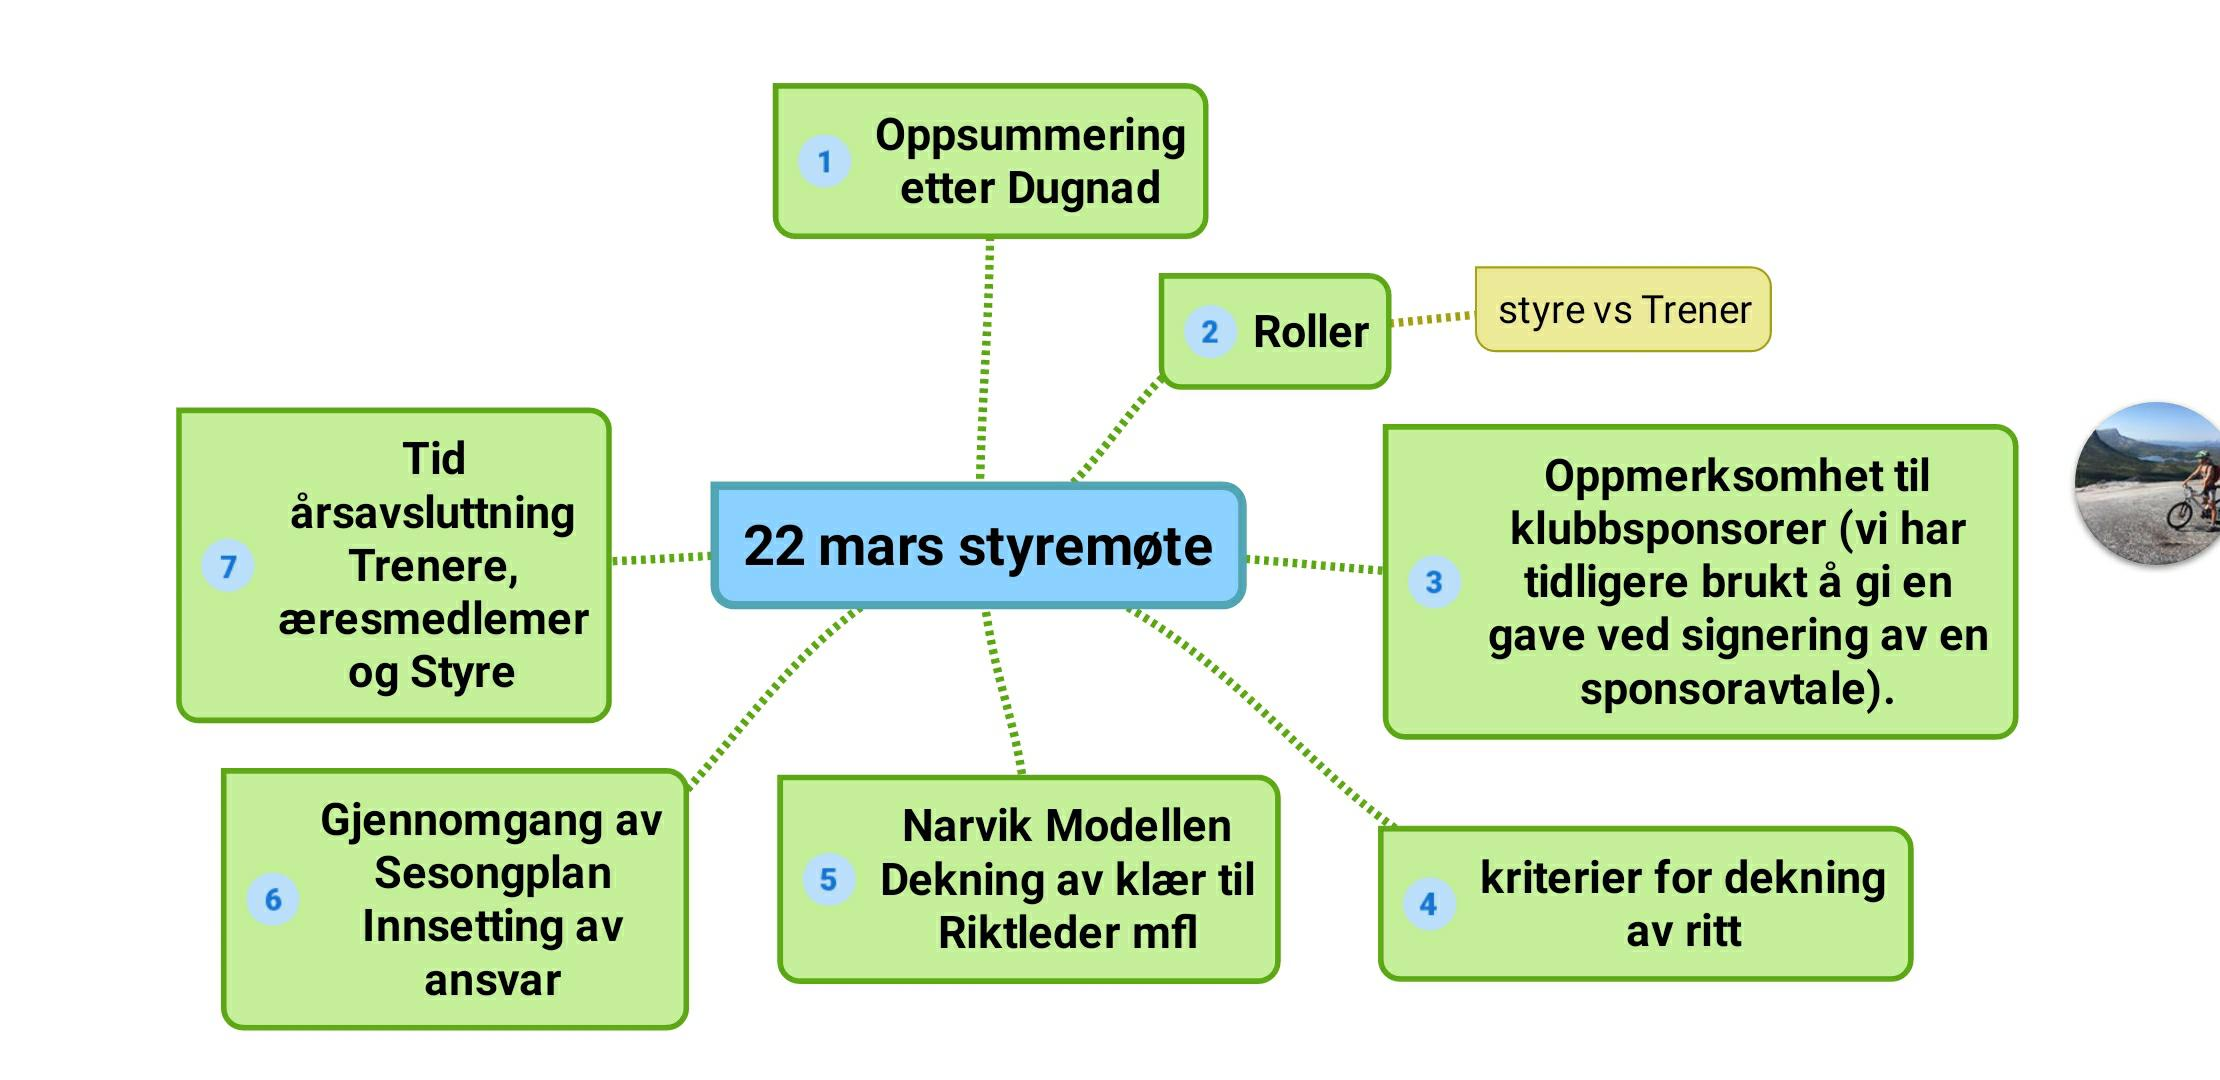 1
Oppsummering
etter Dugnad
2
Roller
styre vs Trener
22 mars styremøte
3
Oppmerksomhet til
klubbsponsorer (vi har
tidligere brukt å gi en
gave ved signering av en
sponsoravtale).
4
kriterier for dekning
av ritt
5
Narvik Modellen
Dekning av klær til
Riktleder mfl
6
Gjennomgang av
Sesongplan
Innsetting av
ansvar
7
Tid
årsavsluttning
Trenere,
æresmedlemer
og Styre